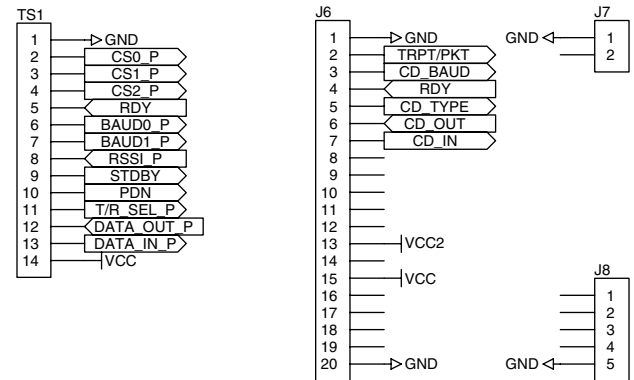 TS1
1 GND
2 CS0_P
3 CS1_P
4 CS2_P
5 RDY
6 BAUD0_P
7 BAUD1_P
8 RSSI_P
9 STDBY
10 PDN
11 T/R_SEL_P
12 DATA_OUT_P
13 DATA_IN_P
14 VCC
J6
1 GND
2 TRPT/PKT
3 CD_BAUD
4 RDY
5 CD_TYPE
6 CD_OUT
7 CD_IN
8
9
10
11
12
13 VCC2
14
15 VCC
16
17
18
19
20 GND
J7
GND 1
2
J8
1
2
3
4
GND 5